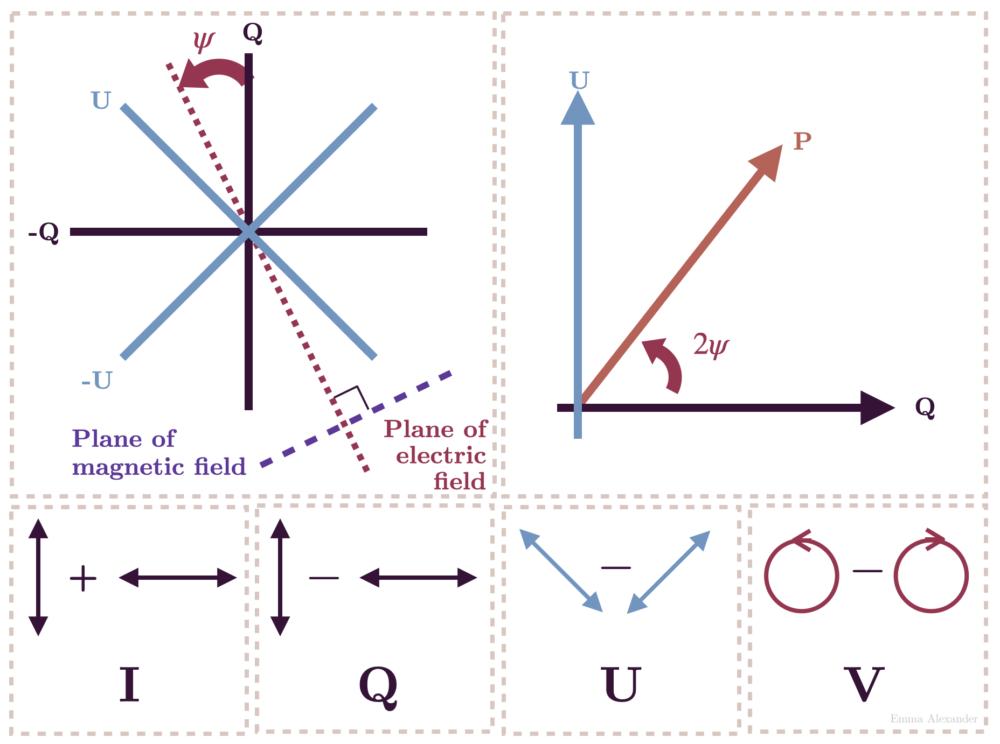 ψ
Q
U
-Q
-U
Plane of
magnetic field
Plane of
electric
field
U
P
2ψ
Q
+
I
—
Q
—
U
—
V
Emma Alexander